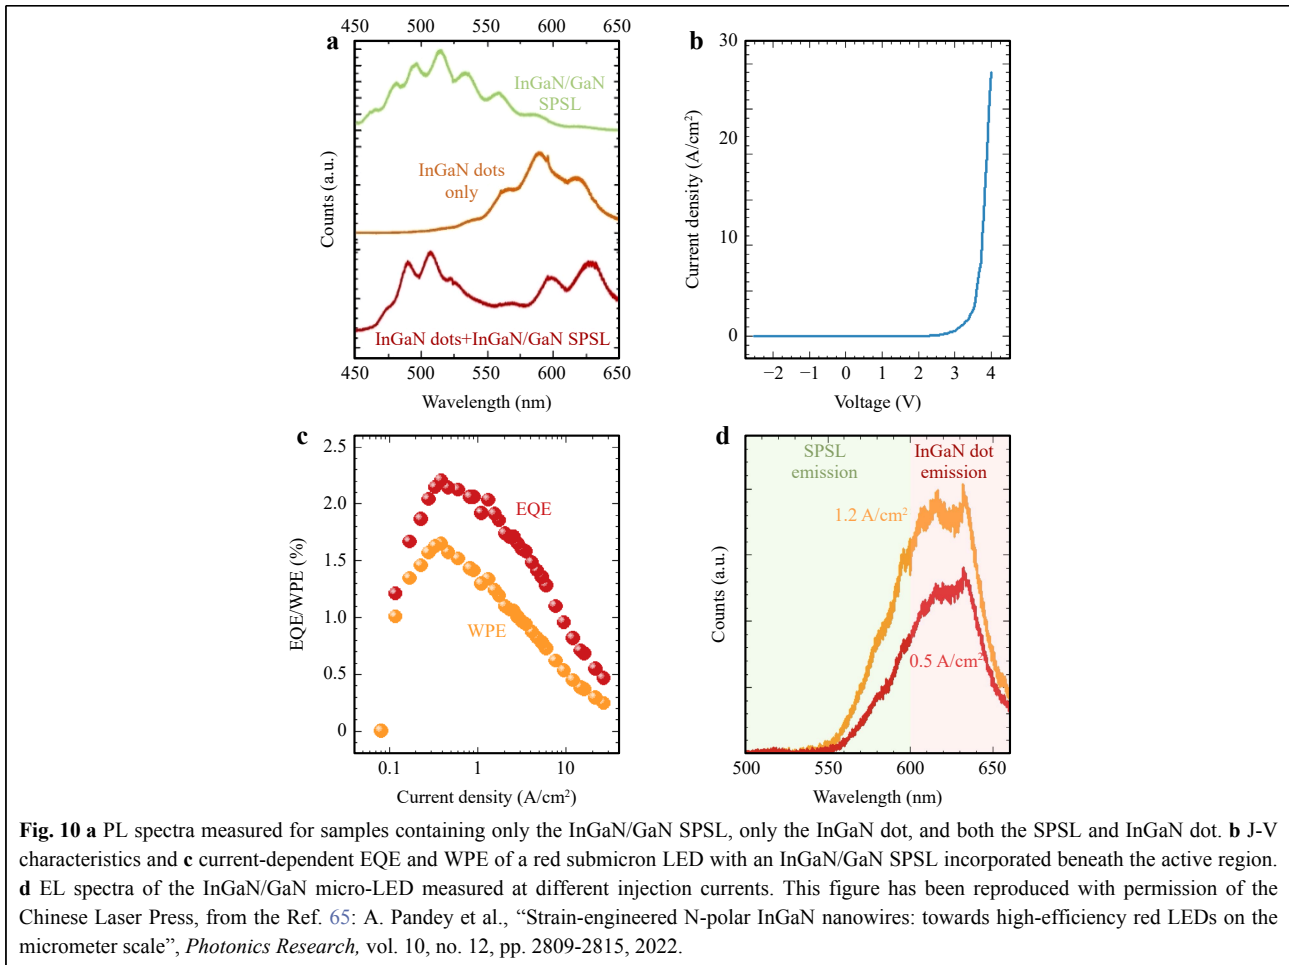 450 500 550 600 650
a
InGaN/GaN
SPSL
InGaN dots
only
InGaN dots+InGaN/GaN SPSL
Counts (a.u.)
450 500 550 600 650
Wavelength (nm)
b
30
20
10
0
Current density (A/cm²)
−2 −1 0 1 2 3 4
Voltage (V)
c
2.5
2.0
1.5
1.0
0.5
0
EQE/WPE (%)
EQE
WPE
0.1 1 10
Current density (A/cm²)
d
SPSL
emission
InGaN dot
emission
1.2 A/cm²
0.5 A/cm²
Counts (a.u.)
500 550 600 650
Wavelength (nm)
Fig. 10 a PL spectra measured for samples containing only the InGaN/GaN SPSL, only the InGaN dot, and both the SPSL and InGaN dot. b J-V
characteristics and c current-dependent EQE and WPE of a red submicron LED with an InGaN/GaN SPSL incorporated beneath the active region.
d EL spectra of the InGaN/GaN micro-LED measured at different injection currents. This figure has been reproduced with permission of the
Chinese Laser Press, from the Ref. 65: A. Pandey et al., “Strain-engineered N-polar InGaN nanowires: towards high-efficiency red LEDs on the
micrometer scale”, Photonics Research, vol. 10, no. 12, pp. 2809-2815, 2022.